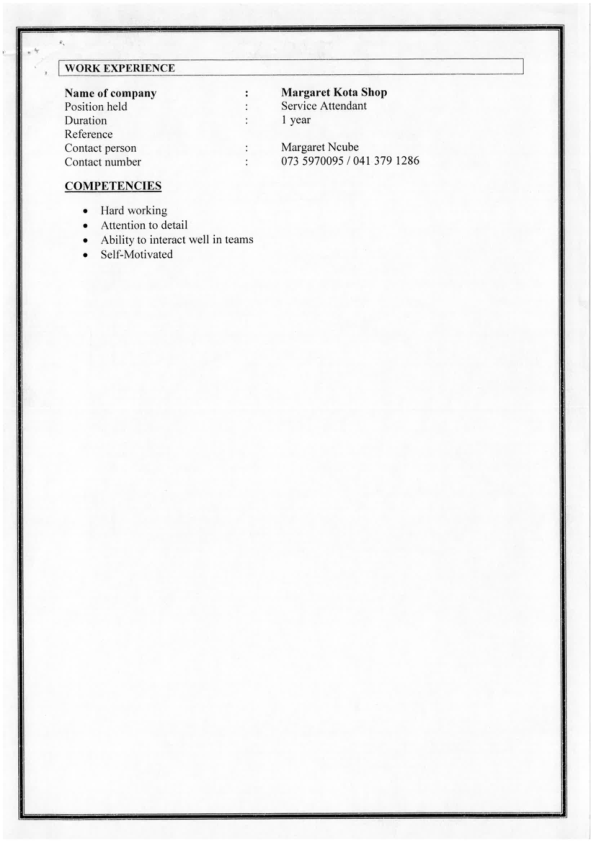 WORK EXPERIENCE
Name of company : Margaret Kota Shop
Position held : Service Attendant
Duration : 1 year
Reference
Contact person : Margaret Ncube
Contact number : 073 5970095 / 041 379 1286
COMPETENCIES
• Hard working
• Attention to detail
• Ability to interact well in teams
• Self-Motivated